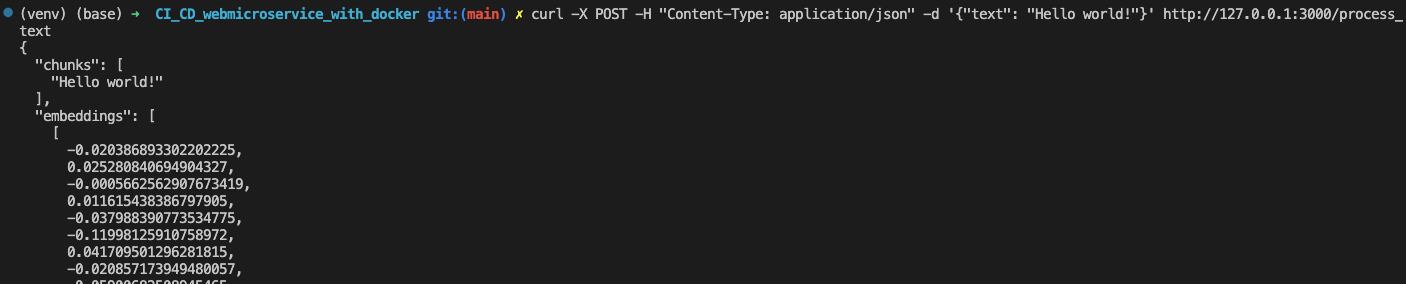 (venv) (base) ➜ CI_CD_webmicroservice_with_docker git:(main) ✗ curl -X POST -H "Content-Type: application/json" -d '{"text": "Hello world!"}' http://127.0.0.1:3000/process_
text
{
"chunks": [
"Hello world!"
],
"embeddings": [
[
-0.020386893302202225,
0.025280840694904327,
-0.0005662562907673419,
0.011615438386797905,
-0.037988390773534775,
-0.11998125910758972,
0.041709501296281815,
-0.020857173949480057,